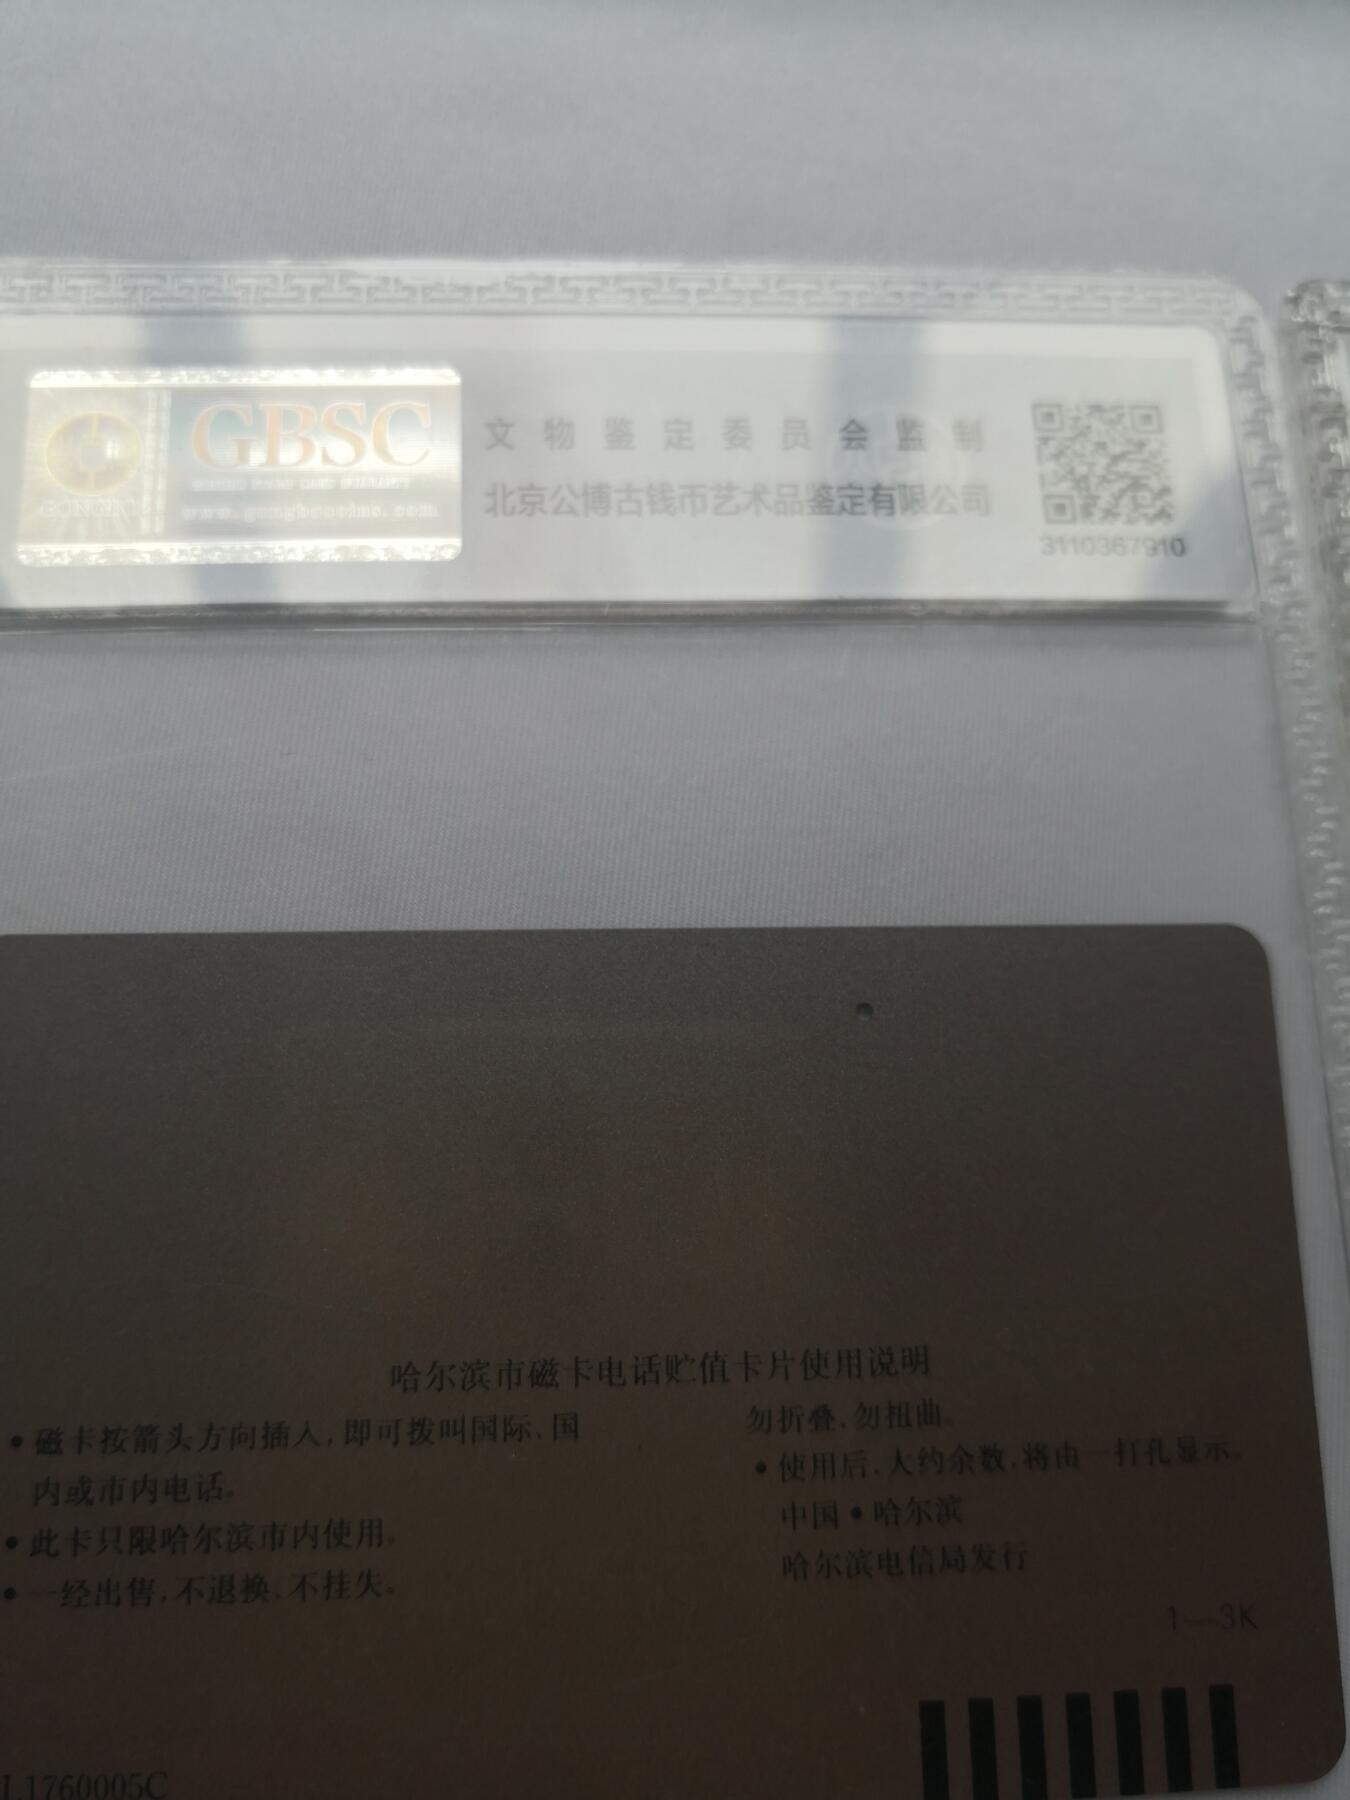 GBSC
www.gongbocoins.com
GONGBO
文物鉴定委员会监制
北京公博古钱币艺术品鉴定有限公司
3110367910
哈尔滨市磁卡电话贮值卡片使用说明
•磁卡按箭头方向插入,即可拨叫国际、国
内或市内电话。
•此卡只限哈尔滨市内使用。
•一经出售,不退换、不挂失。
勿折叠、勿扭曲。
•使用后、大约余数,将由一打孔显示。
中国•哈尔滨
哈尔滨电信局发行
1—3K
1760005C